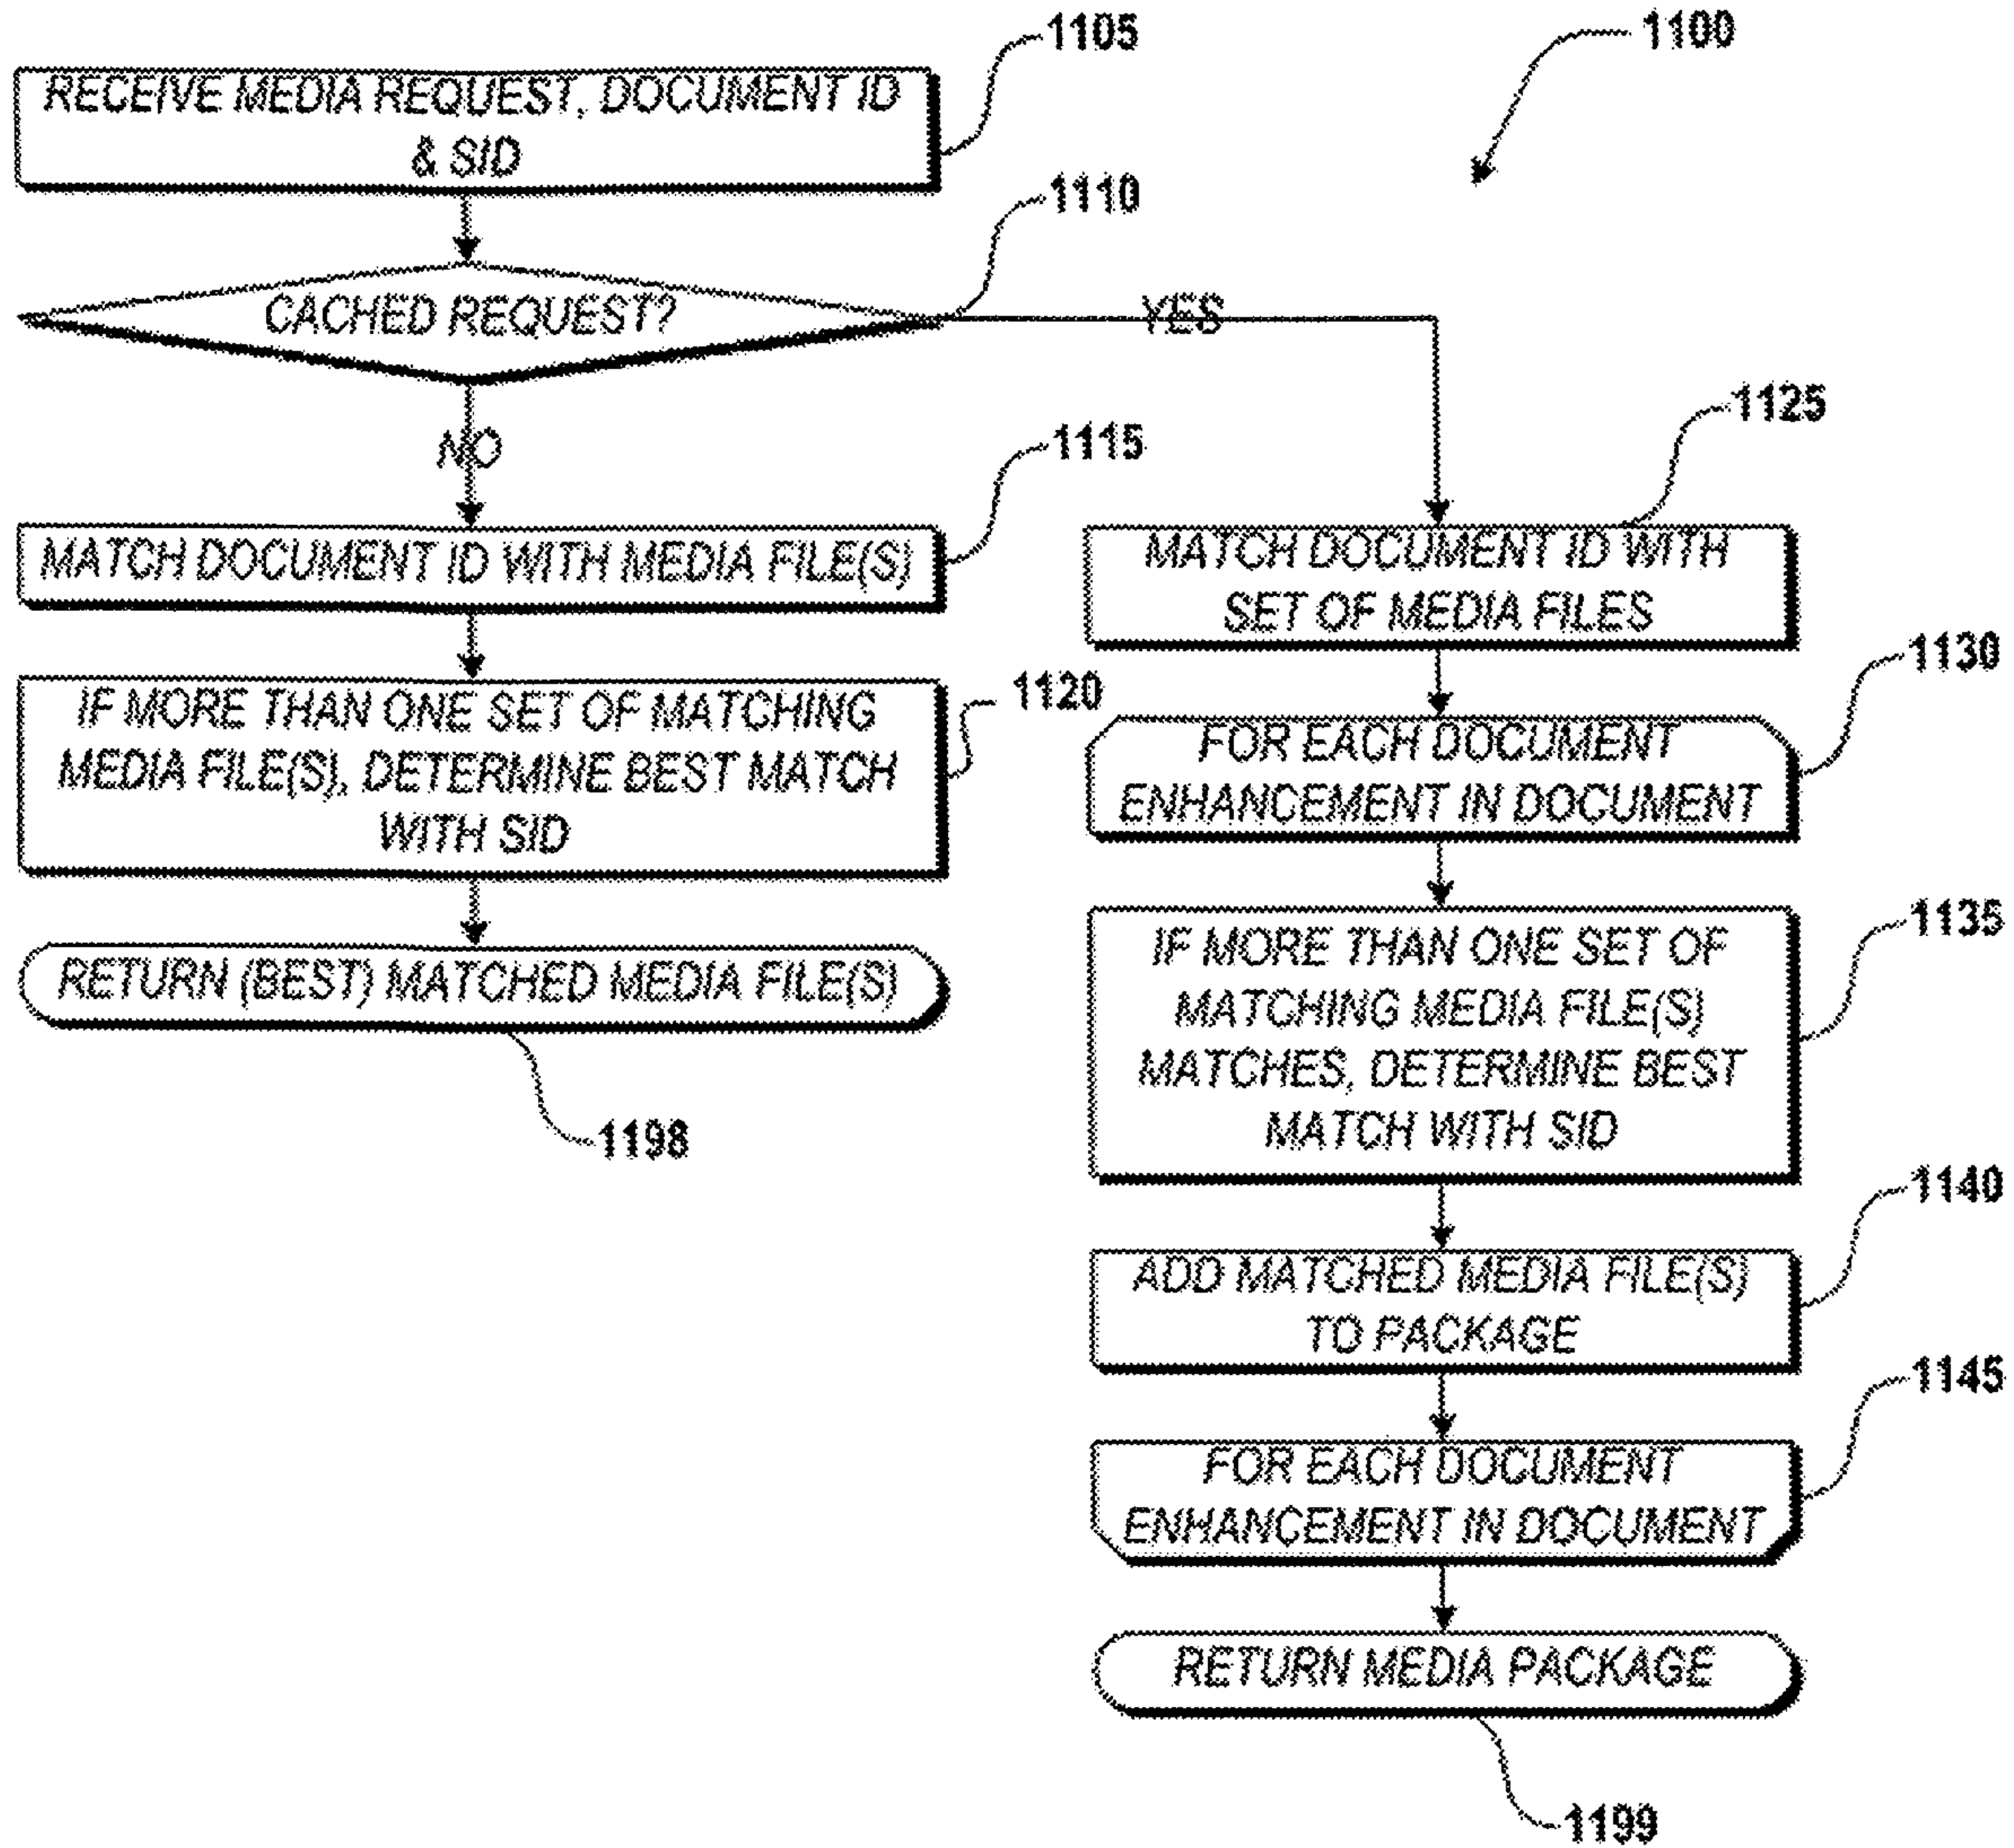 1105
1100
RECEIVE MEDIA REQUEST, DOCUMENT ID
& SID
1110
CACHED REQUEST?
YES
NO
1115
MATCH DOCUMENT ID WITH MEDIA FILE(S)
1120
IF MORE THAN ONE SET OF MATCHING
MEDIA FILE(S), DETERMINE BEST MATCH
WITH SID
RETURN (BEST) MATCHED MEDIA FILE(S)
1198
1125
MATCH DOCUMENT ID WITH
SET OF MEDIA FILES
1130
FOR EACH DOCUMENT
ENHANCEMENT IN DOCUMENT
1135
IF MORE THAN ONE SET OF
MATCHING MEDIA FILE(S)
MATCHES, DETERMINE BEST
MATCH WITH SID
1140
ADD MATCHED MEDIA FILE(S)
TO PACKAGE
1145
FOR EACH DOCUMENT
ENHANCEMENT IN DOCUMENT
RETURN MEDIA PACKAGE
1199